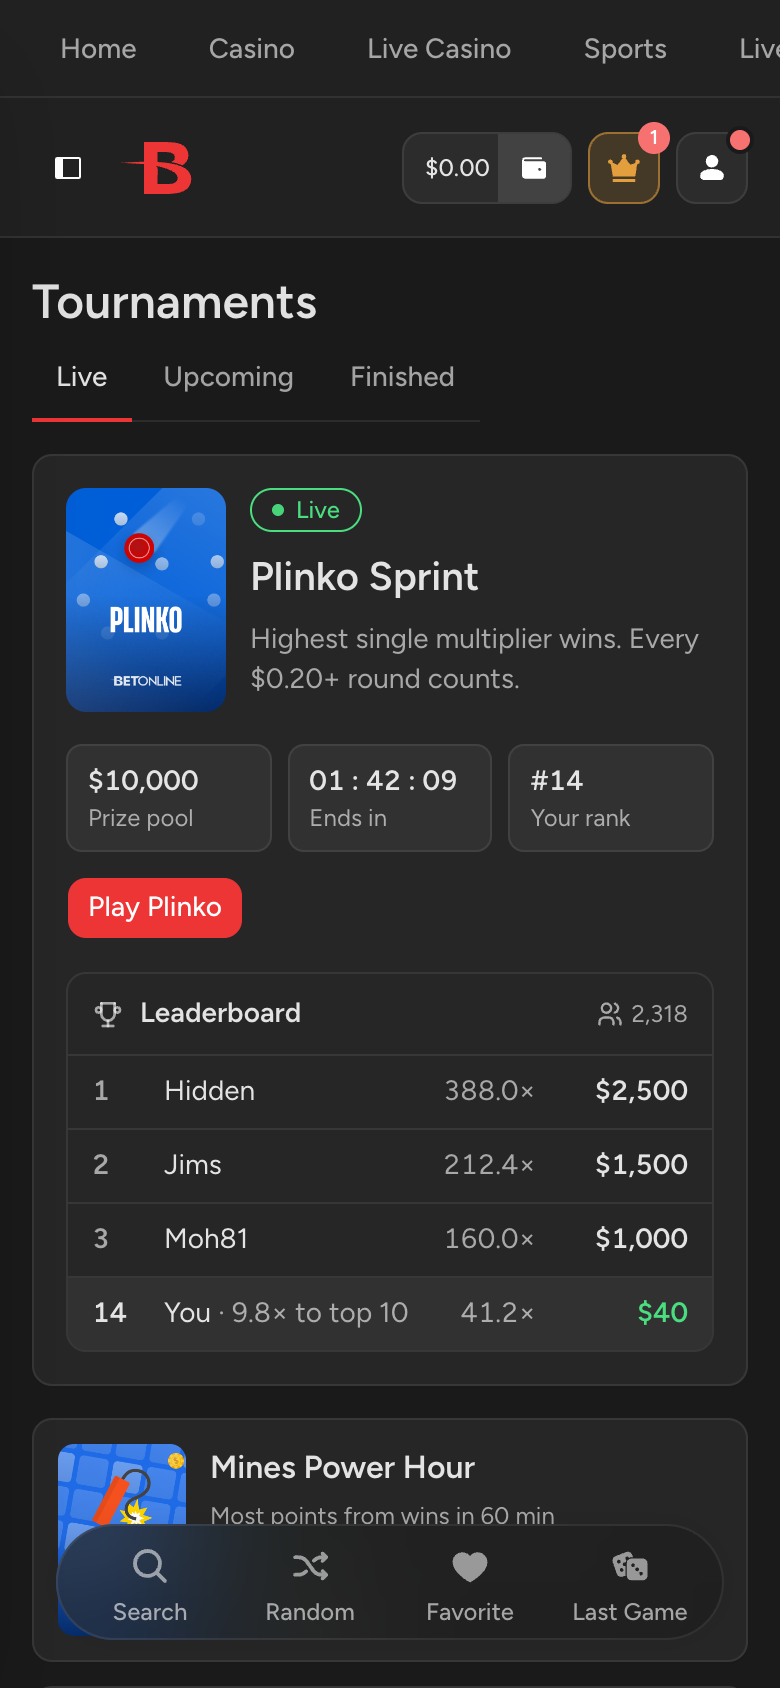 Home Casino Live Casino Sports Live
B $0.00 1
Tournaments
Live Upcoming Finished
Live
Plinko Sprint
Highest single multiplier wins. Every
$0.20+ round counts.
PLINKO
BETONLINE
$10,000 01 : 42 : 09 #14
Prize pool Ends in Your rank
Play Plinko
Leaderboard 2,318
1 Hidden 388.0× $2,500
2 Jims 212.4× $1,500
3 Moh81 160.0× $1,000
14 You · 9.8× to top 10 41.2× $40
Mines Power Hour
Most points from wins in 60 min
Search Random Favorite Last Game